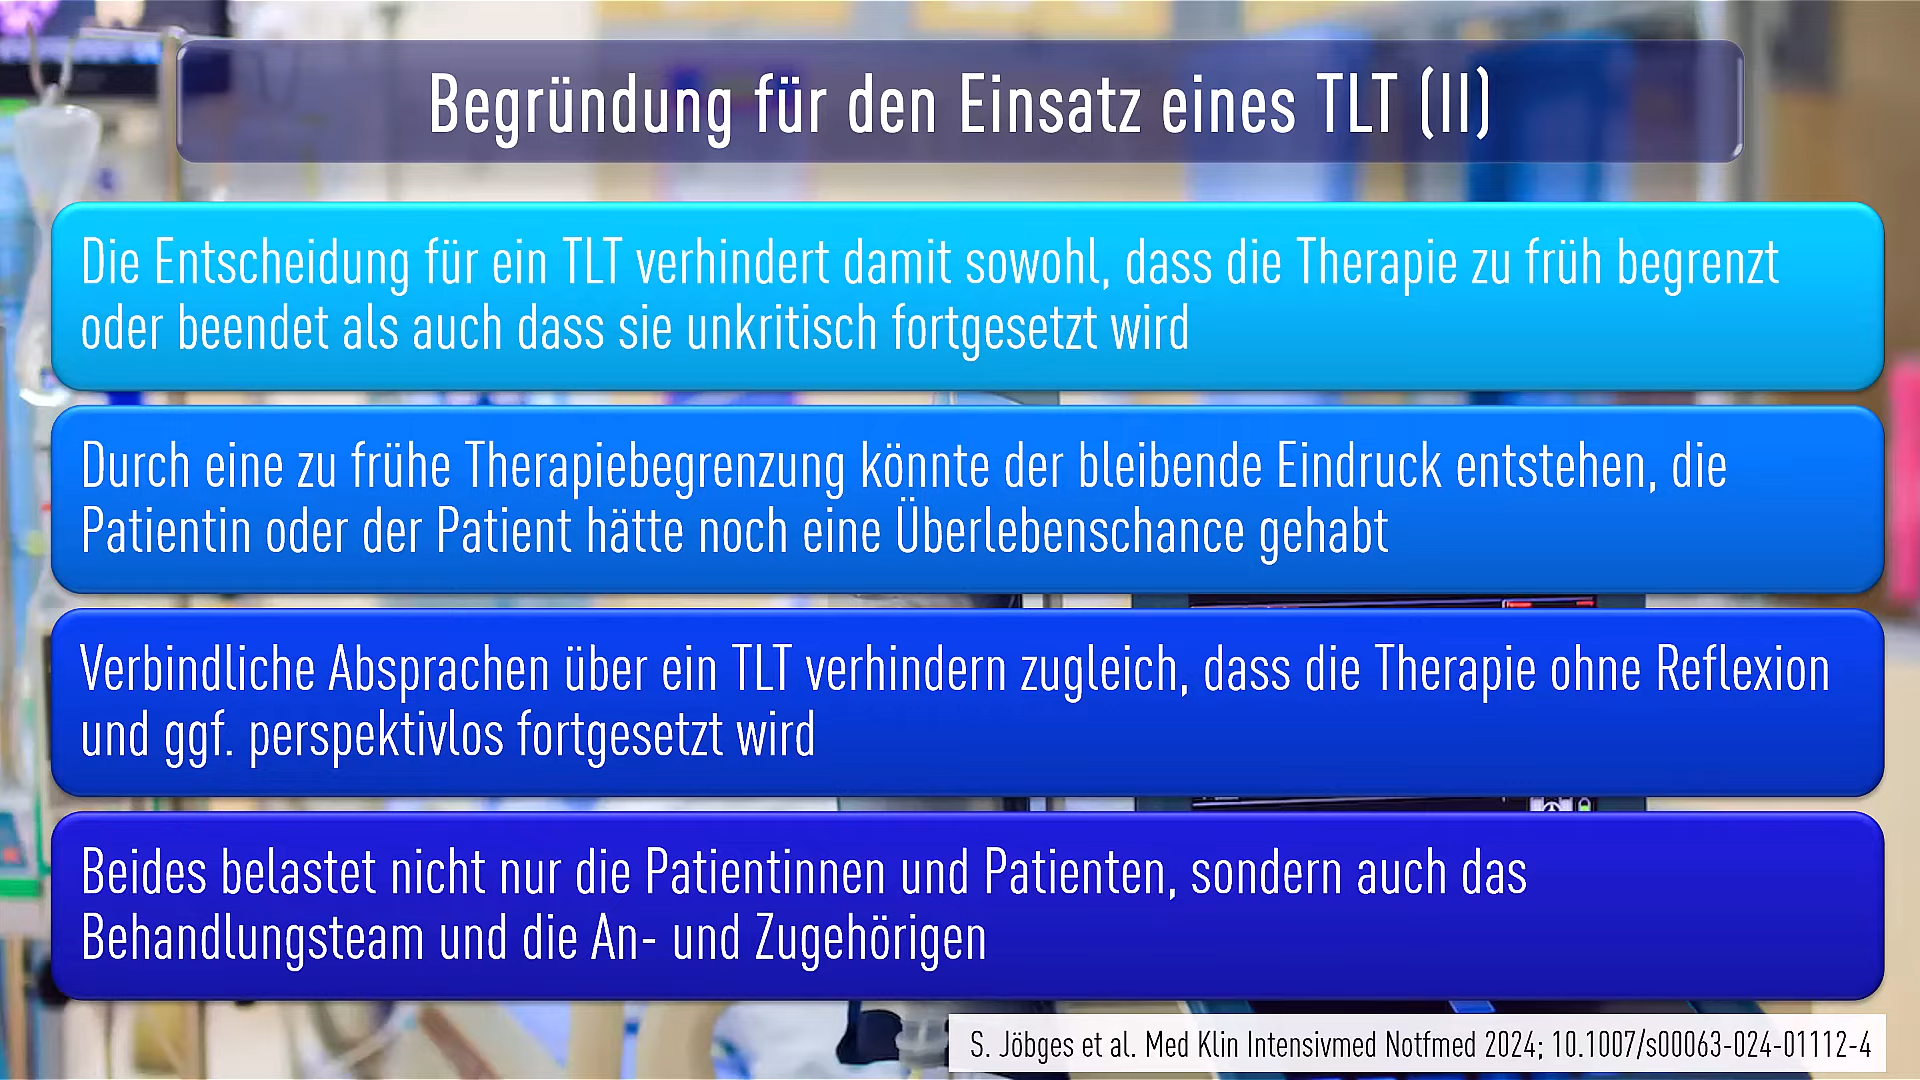 Begründung für den Einsatz eines TLT (II)
Die Entscheidung für ein TLT verhindert damit sowohl, dass die Therapie zu früh begrenzt
oder beendet als auch dass sie unkritisch fortgesetzt wird
Durch eine zu frühe Therapiebegrenzung könnte der bleibende Eindruck entstehen, die
Patientin oder der Patient hätte noch eine Überlebenschance gehabt
Verbindliche Absprachen über ein TLT verhindern zugleich, dass die Therapie ohne Reflexion
und ggf. perspektivlos fortgesetzt wird
Beides belastet nicht nur die Patientinnen und Patienten, sondern auch das
Behandlungsteam und die An- und Zugehörigen
S. Jöbges et al. Med Klin Intensivmed Notfmed 2024; 10.1007/s00063-024-01112-4